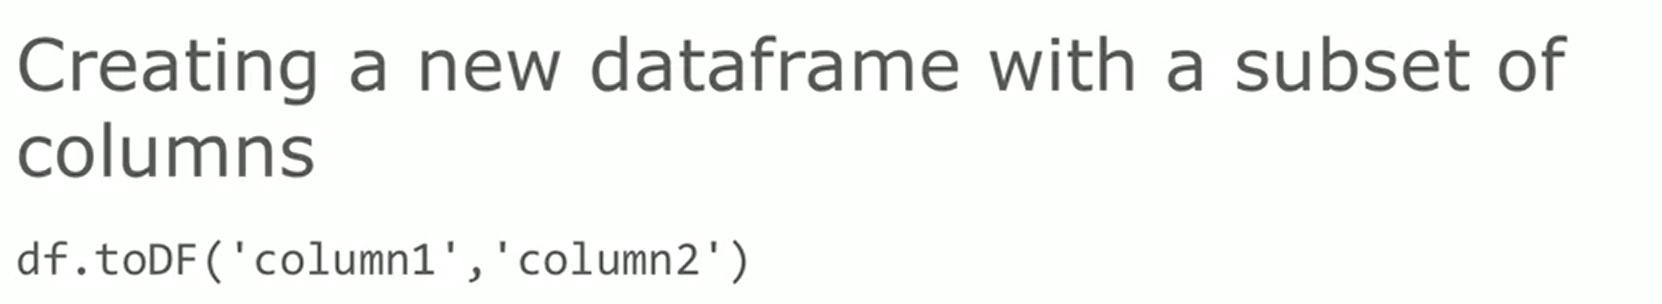 Creating a new dataframe with a subset of
columns
df.toDF('column1','column2')